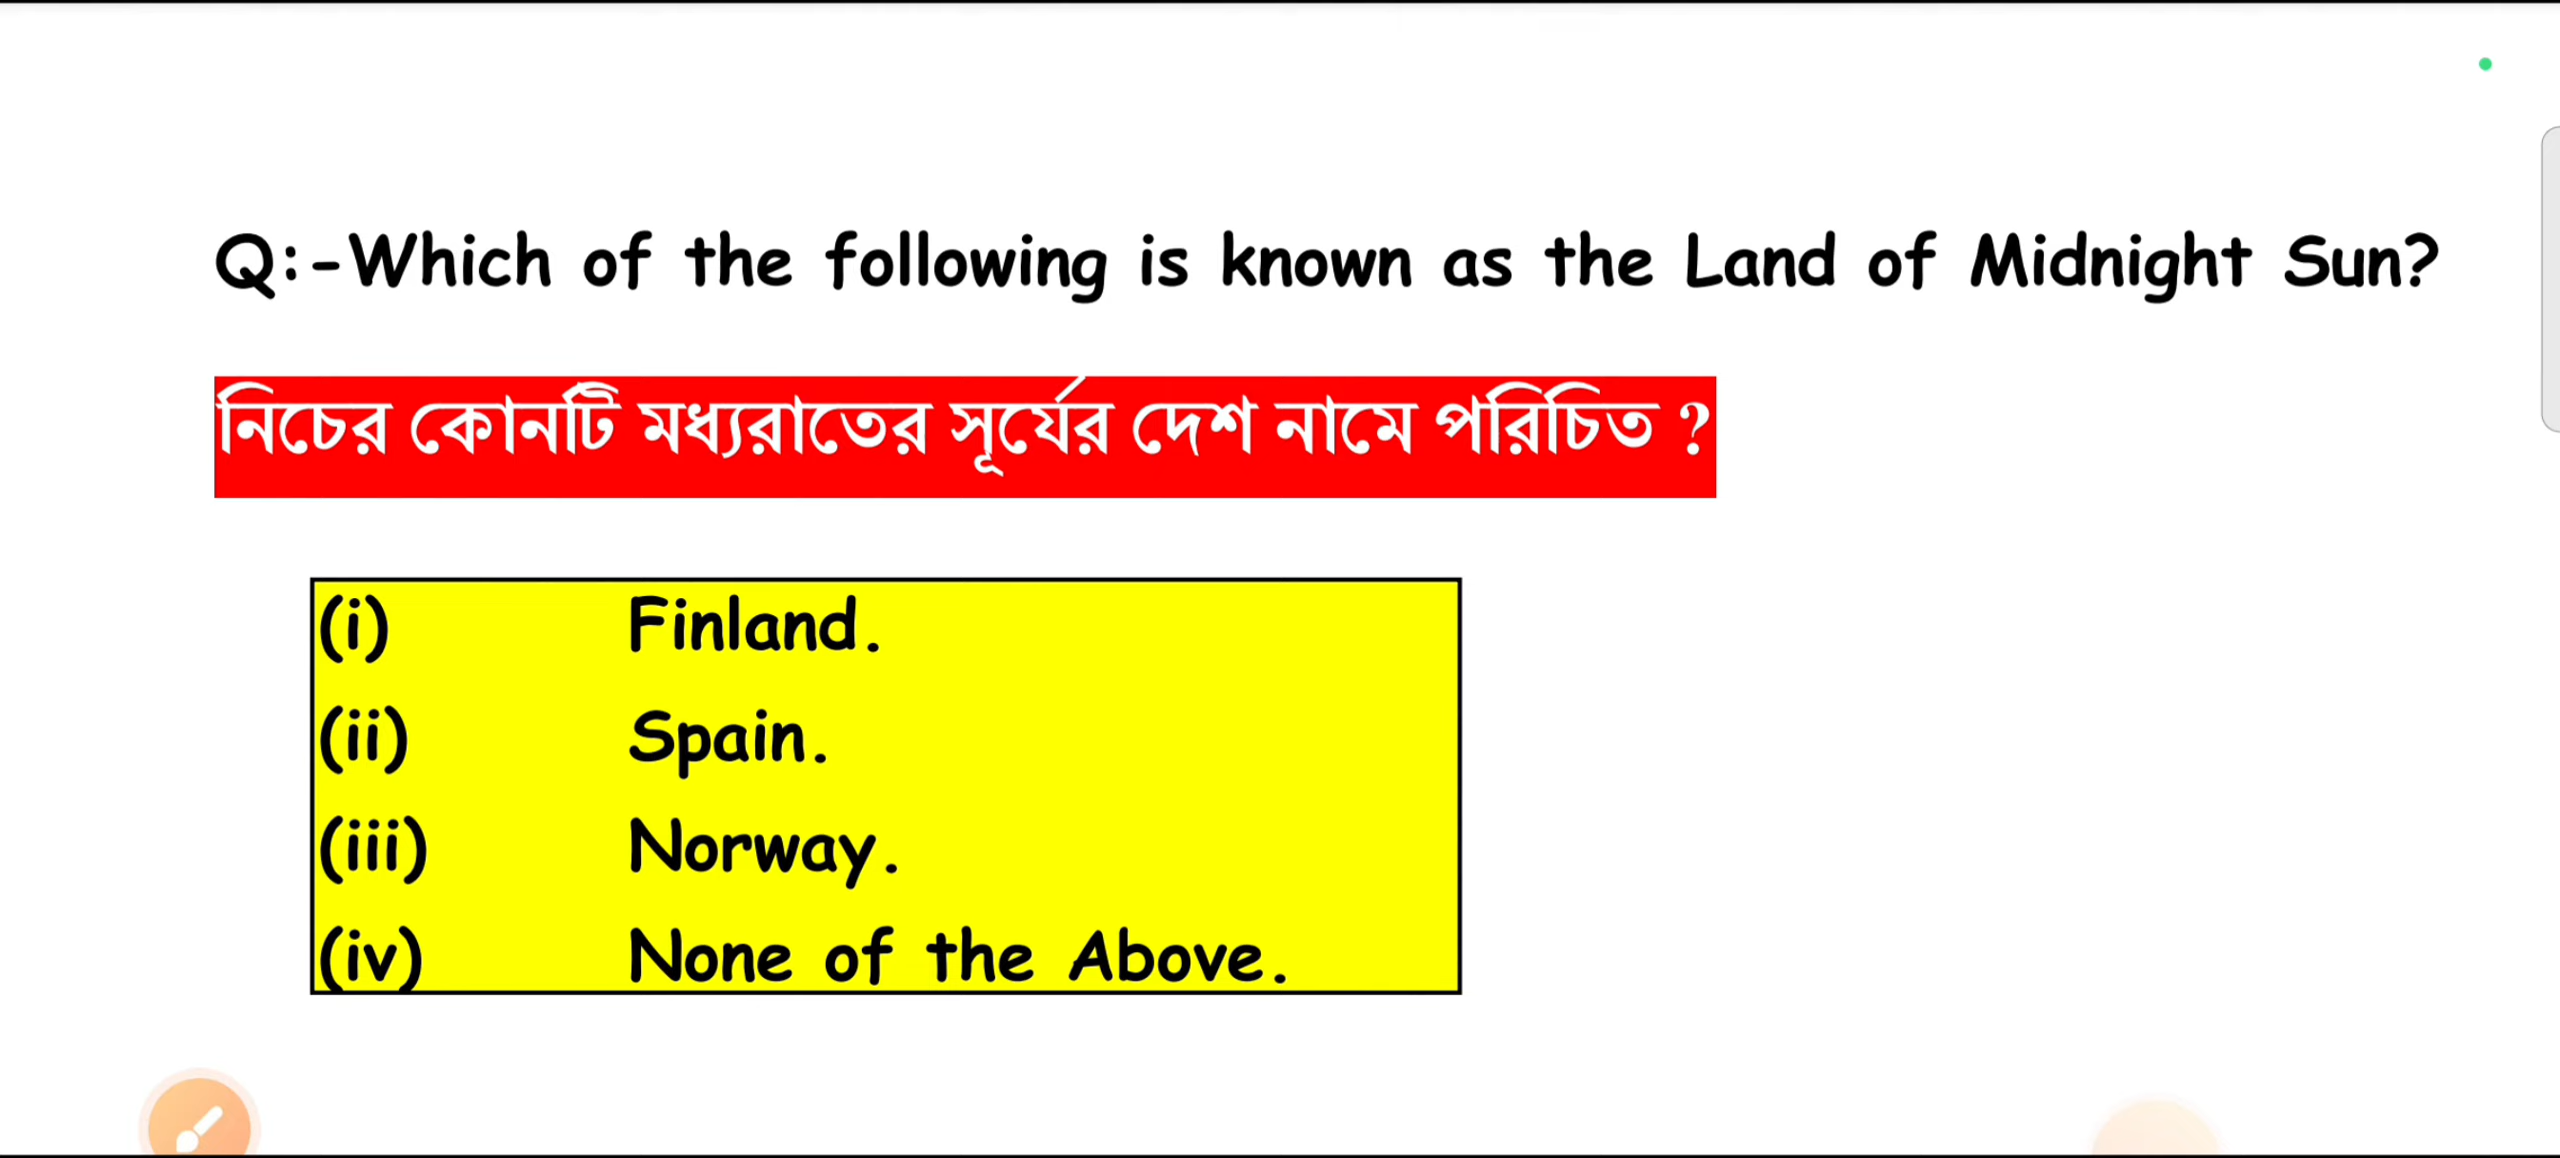 Q:-Which of the following is known as the Land of Midnight Sun?
নিচের কোনটি মধ্যরাতের সূর্যের দেশ নামে পরিচিত ?
(i) Finland.
(ii) Spain.
(iii) Norway.
(iv) None of the Above.